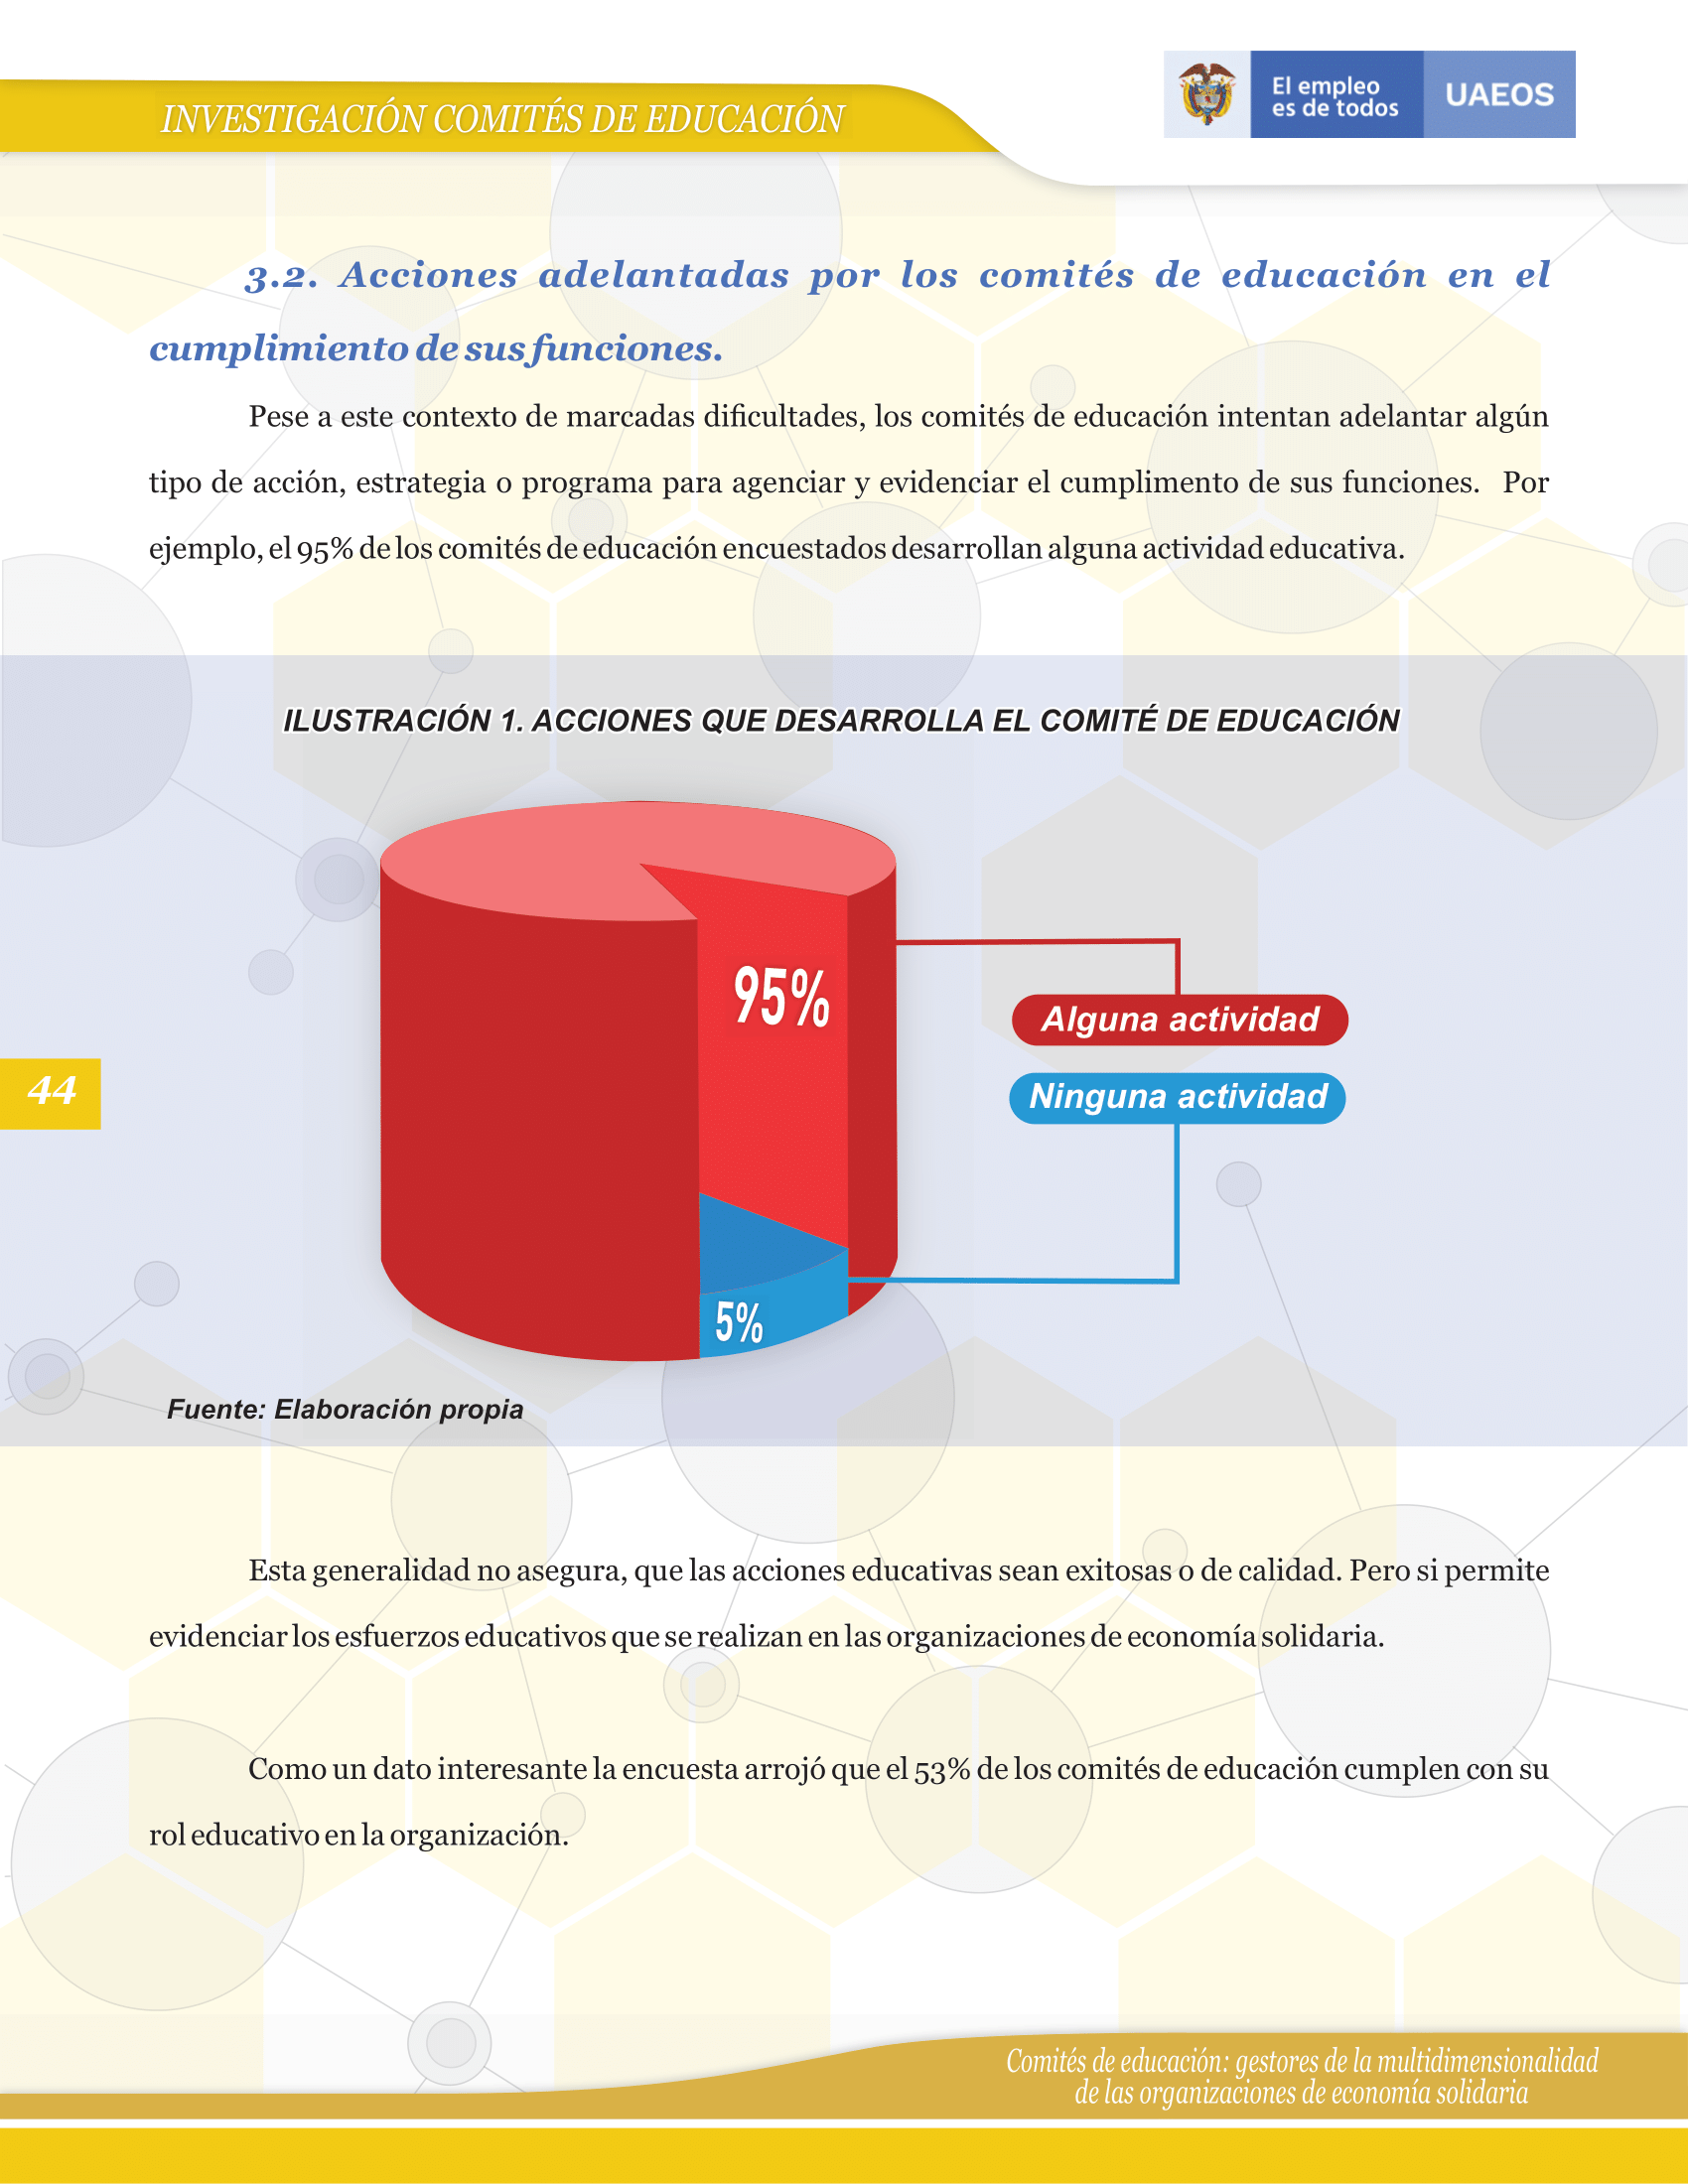 INVESTIGACIÓN COMITÉS DE EDUCACIÓN
El empleo
es de todos
UAEOS
3.2. Acciones adelantadas por los comités de educación en el
cumplimiento de sus funciones.
Pese a este contexto de marcadas dificultades, los comités de educación intentan adelantar algún
tipo de acción, estrategia o programa para agenciar y evidenciar el cumplimento de sus funciones. Por
ejemplo, el 95% de los comités de educación encuestados desarrollan alguna actividad educativa.
ILUSTRACIÓN 1. ACCIONES QUE DESARROLLA EL COMITÉ DE EDUCACIÓN
95%
Alguna actividad
44
Ninguna actividad
5%
Fuente: Elaboración propia
Esta generalidad no asegura, que las acciones educativas sean exitosas o de calidad. Pero si permite
evidenciar los esfuerzos educativos que se realizan en las organizaciones de economía solidaria.
Como un dato interesante la encuesta arrojó que el 53% de los comités de educación cumplen con su
rol educativo en la organización.
Comités de educación: gestores de la multidimensionalidad
de las organizaciones de economía solidaria